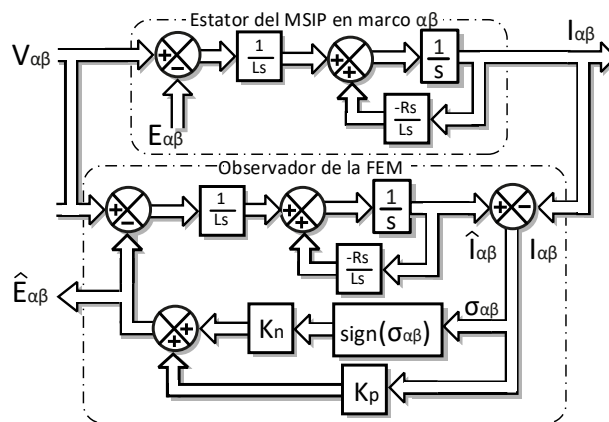 Estator del MSIP en marco αβ
Vαβ
+
−
1
Ls
+
+
1
s
Iαβ
-Rs
Ls
Eαβ
Observador de la FEM
+
−
1
Ls
+
+
1
s
+
−
-Rs
Ls
Îαβ
Iαβ
Êαβ
σαβ
+
+
Kn
sign(σαβ)
Kp